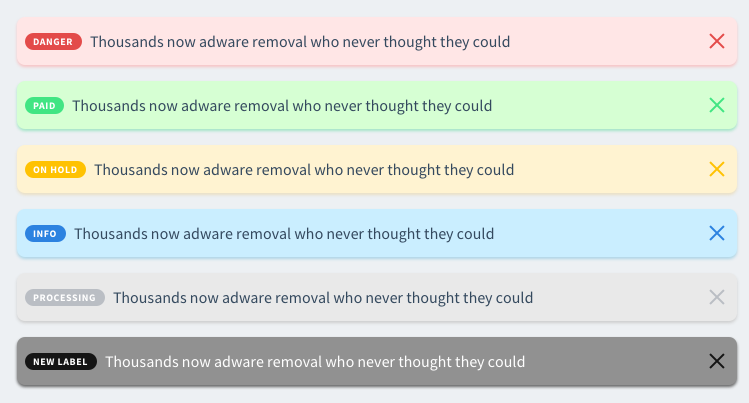 DANGER Thousands now adware removal who never thought they could
PAID Thousands now adware removal who never thought they could
ON HOLD Thousands now adware removal who never thought they could
INFO Thousands now adware removal who never thought they could
PROCESSING Thousands now adware removal who never thought they could
NEW LABEL Thousands now adware removal who never thought they could